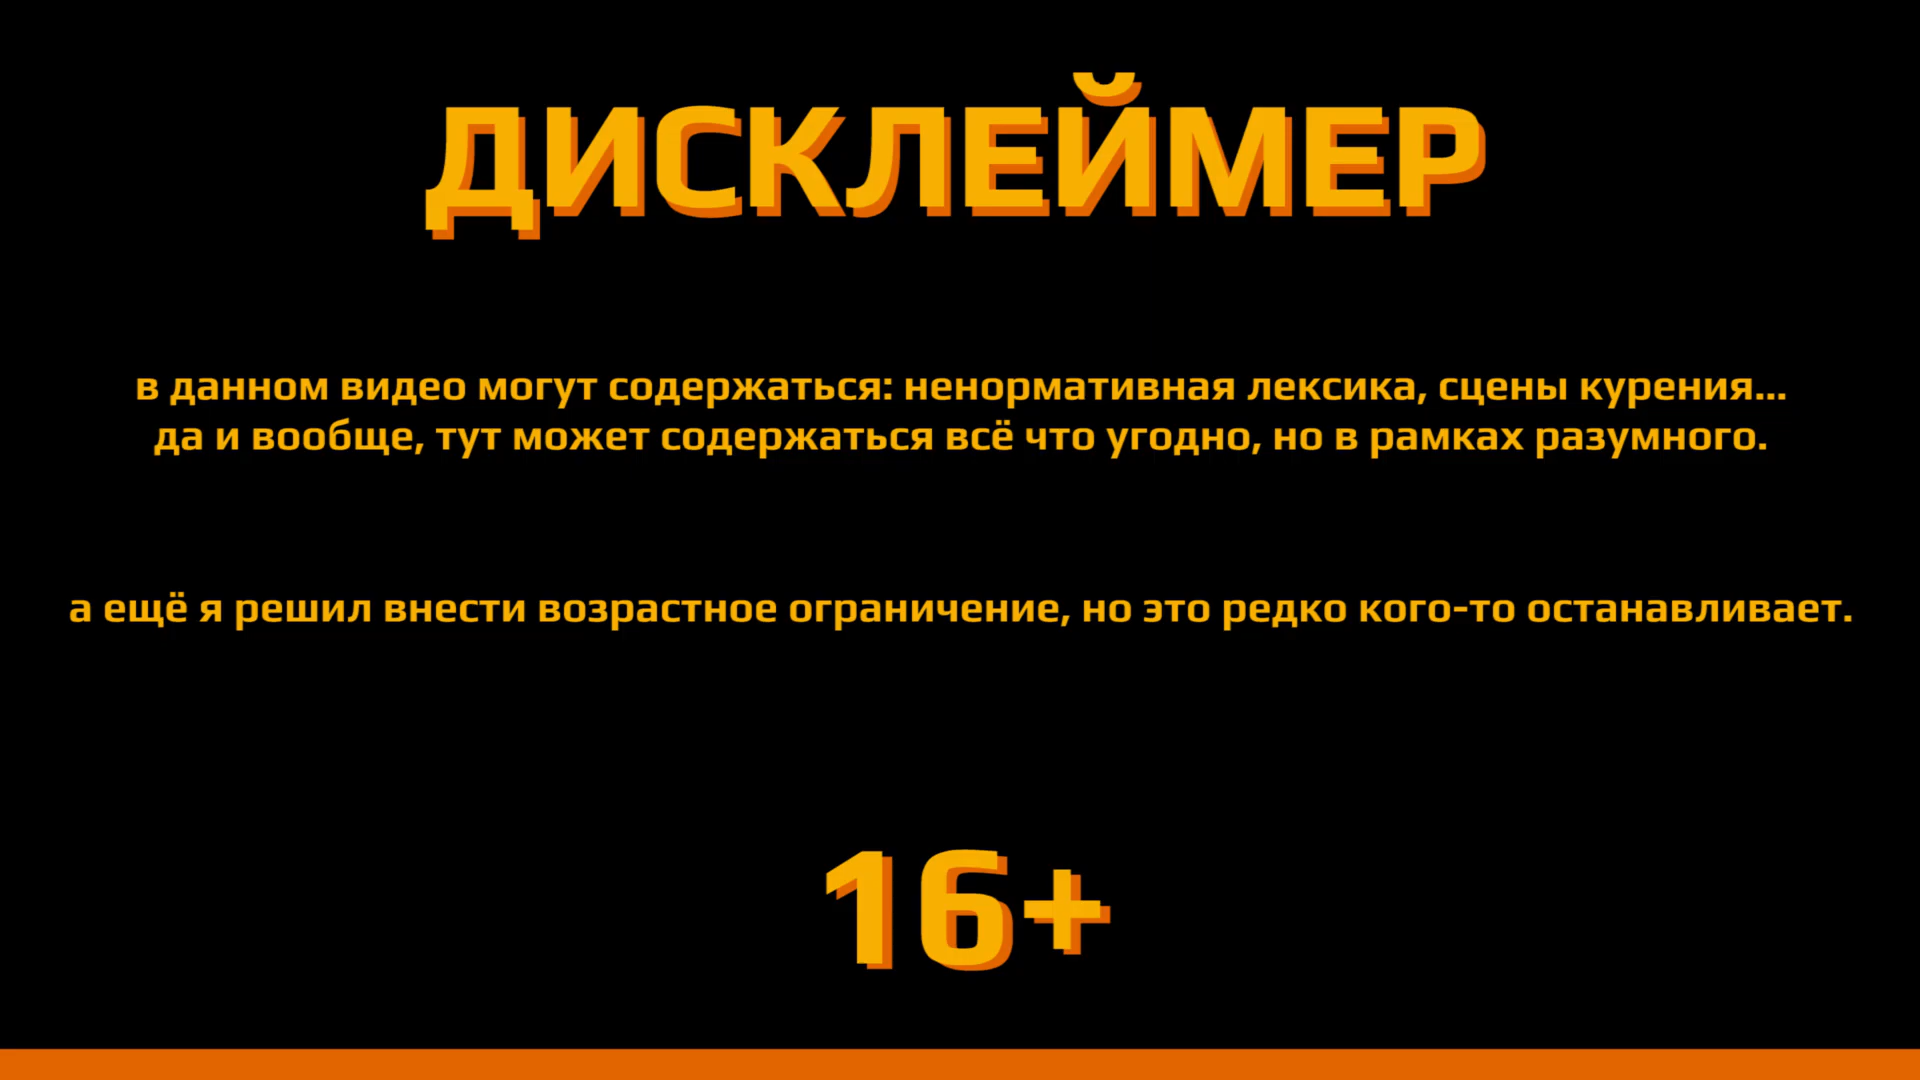 ДИСКЛЕЙМЕР
в данном видео могут содержаться: ненормативная лексика, сцены курения...
да и вообще, тут может содержаться всё что угодно, но в рамках разумного.
а ещё я решил внести возрастное ограничение, но это редко кого-то останавливает.
16+